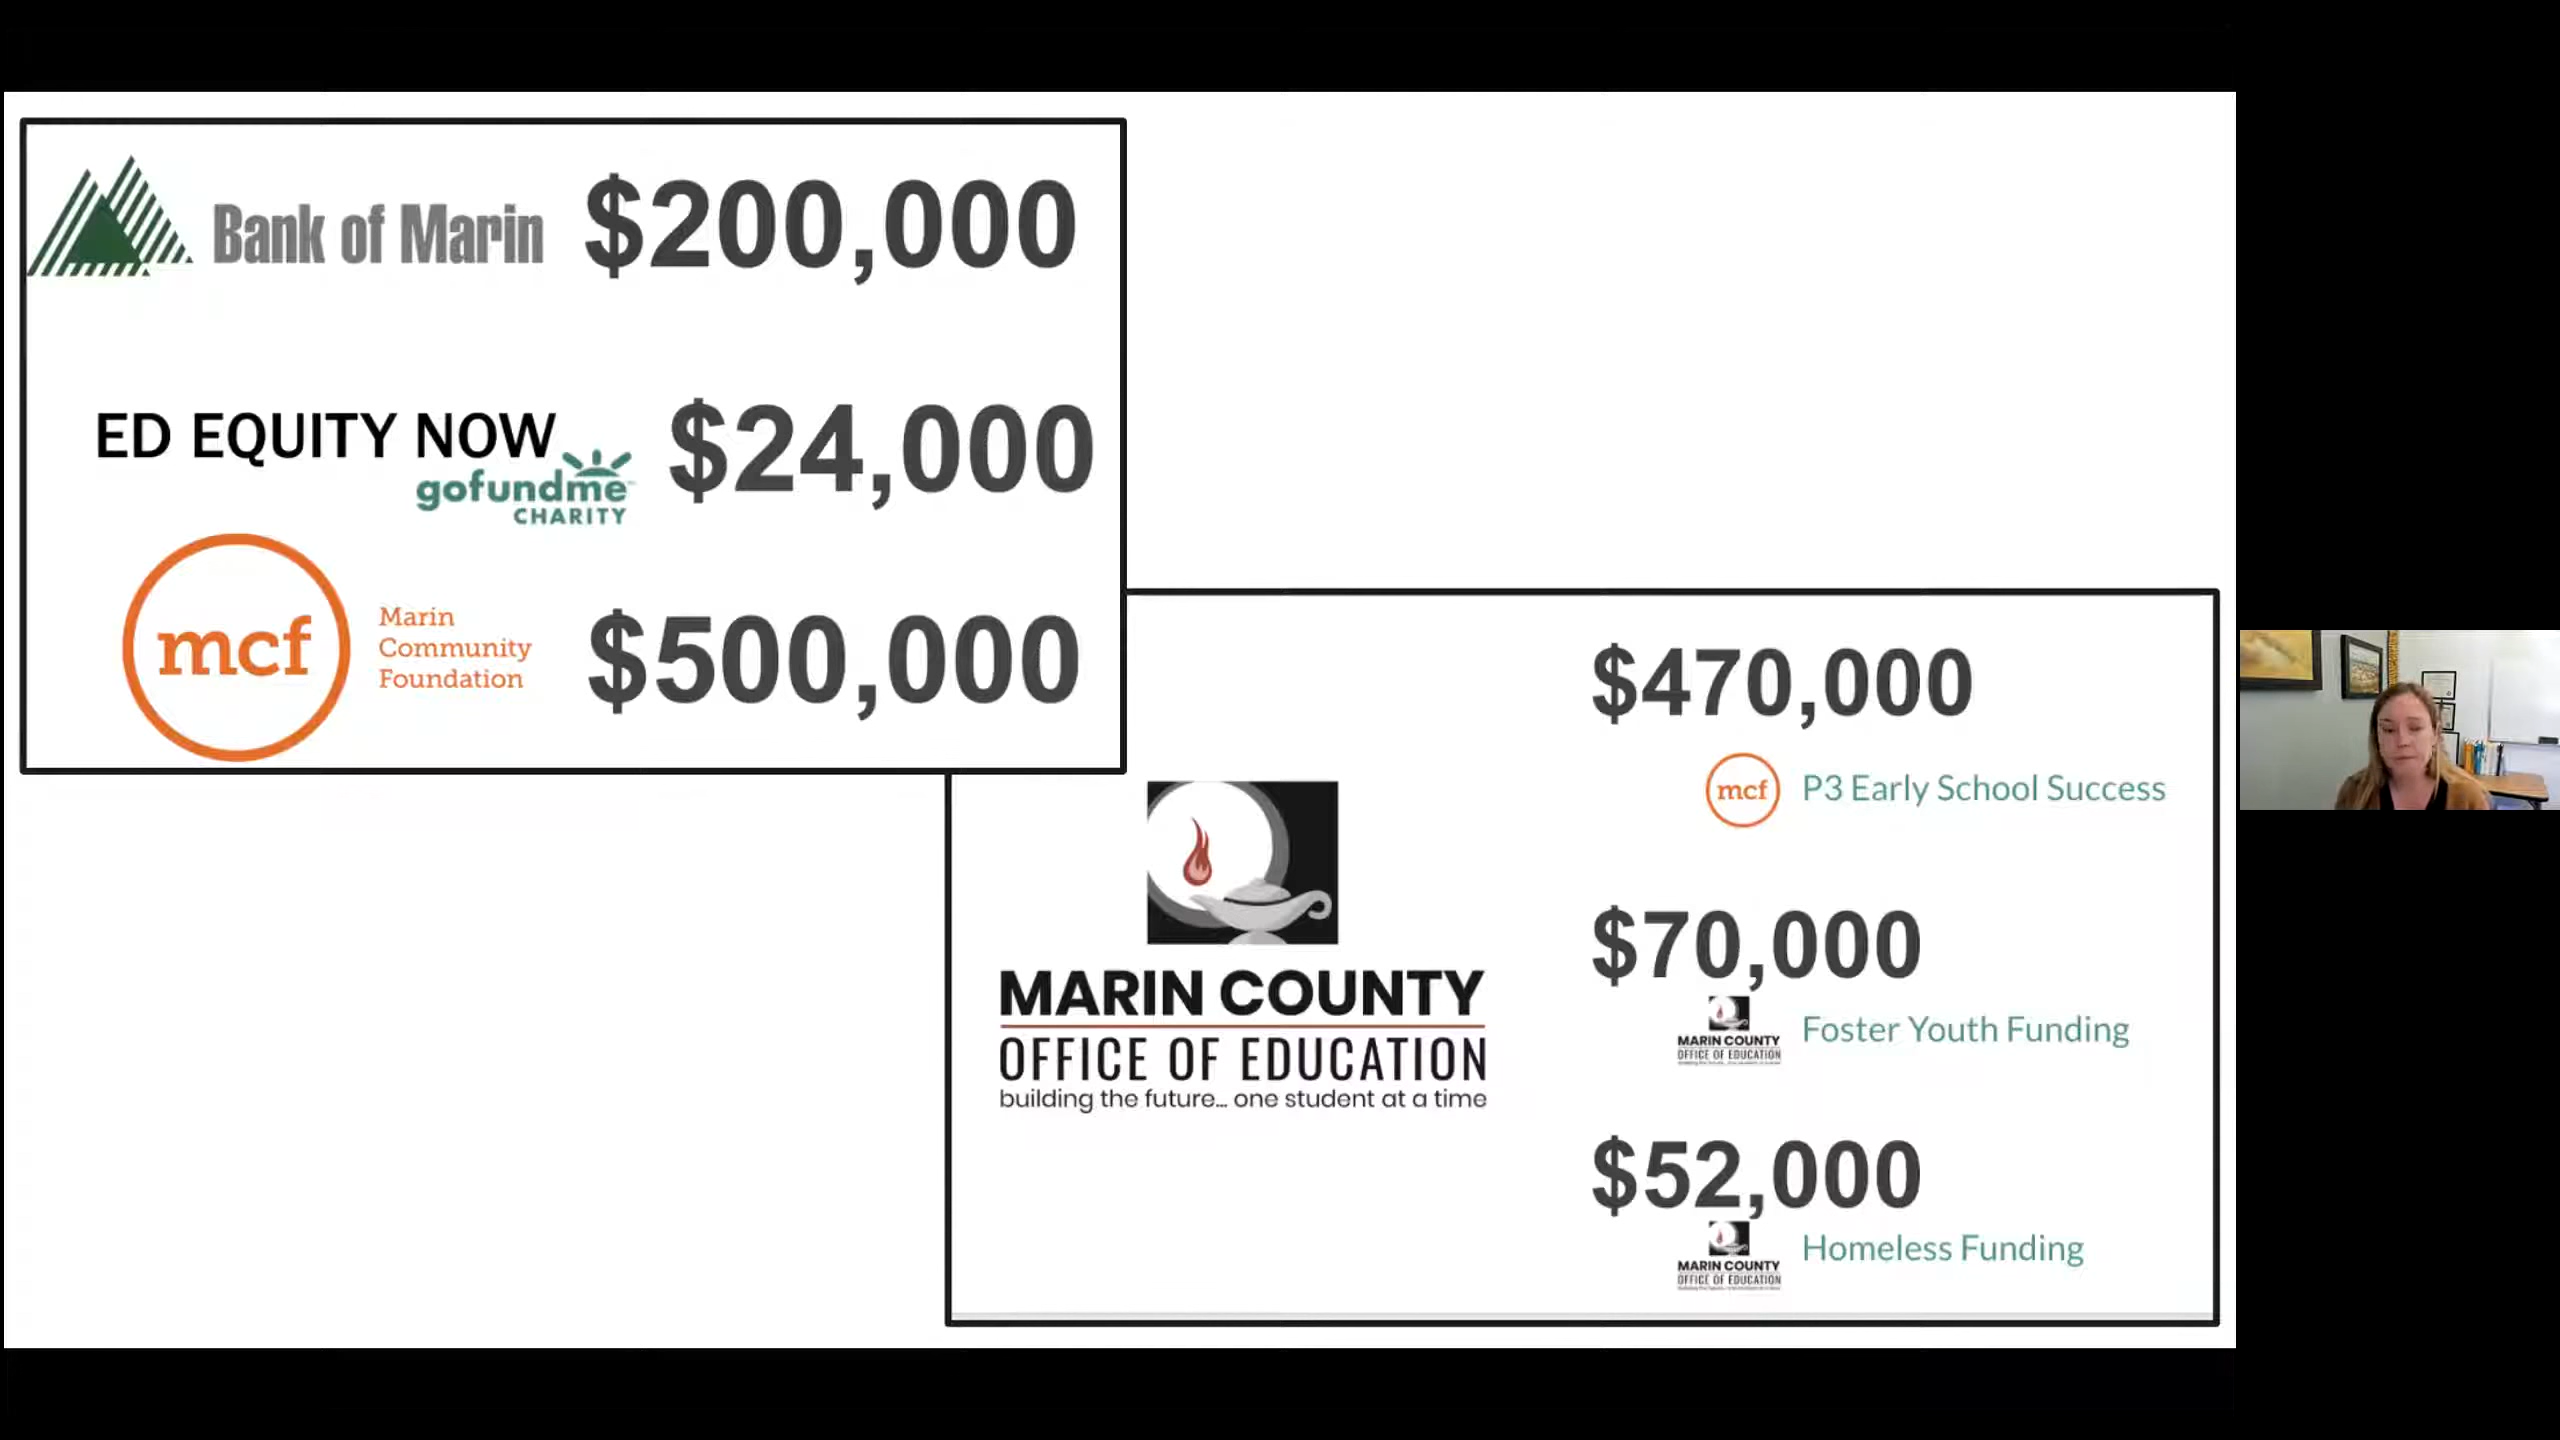 Bank of Marin $200,000
ED EQUITY NOW
gofundme
CHARITY
$24,000
mcf
Marin
Community
Foundation
$500,000
MARIN COUNTY
OFFICE OF EDUCATION
building the future... one student at a time
$470,000
mcf P3 Early School Success
$70,000
MARIN COUNTY
OFFICE OF EDUCATION
Foster Youth Funding
$52,000
MARIN COUNTY
OFFICE OF EDUCATION
Homeless Funding